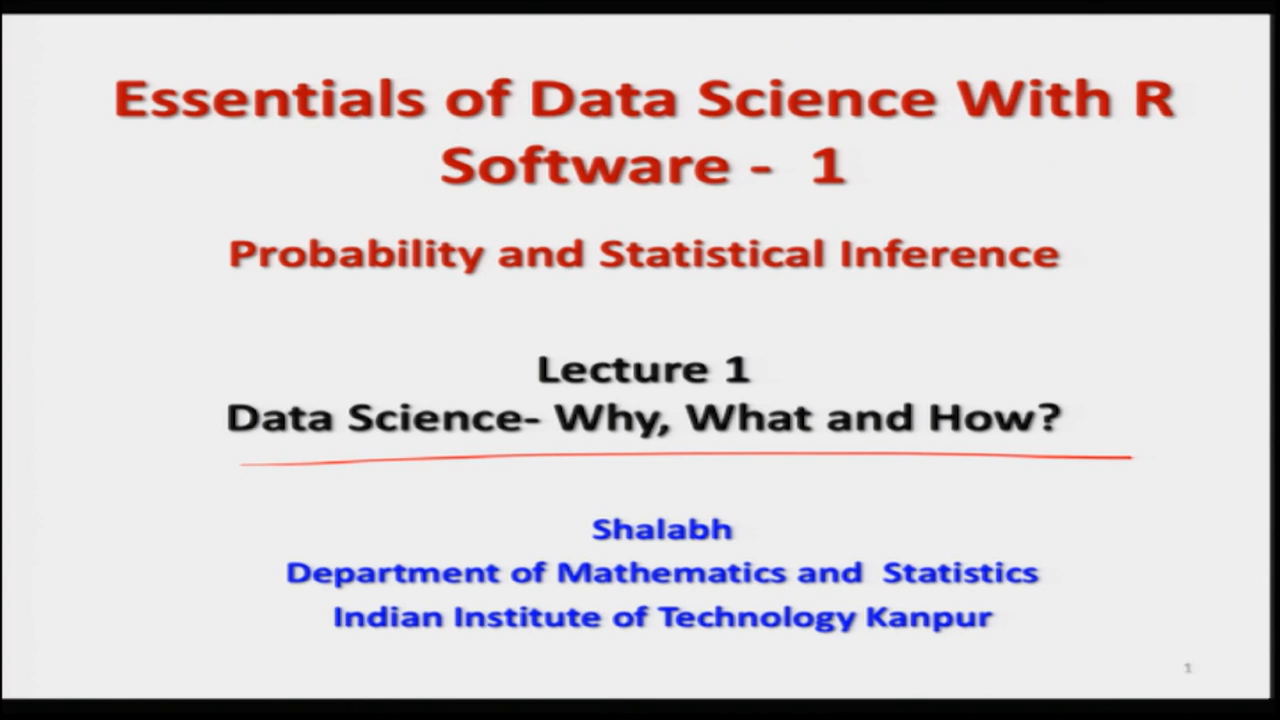 Essentials of Data Science With R
Software - 1
Probability and Statistical Inference
Lecture 1
Data Science- Why, What and How?
Shalabh
Department of Mathematics and Statistics
Indian Institute of Technology Kanpur
1